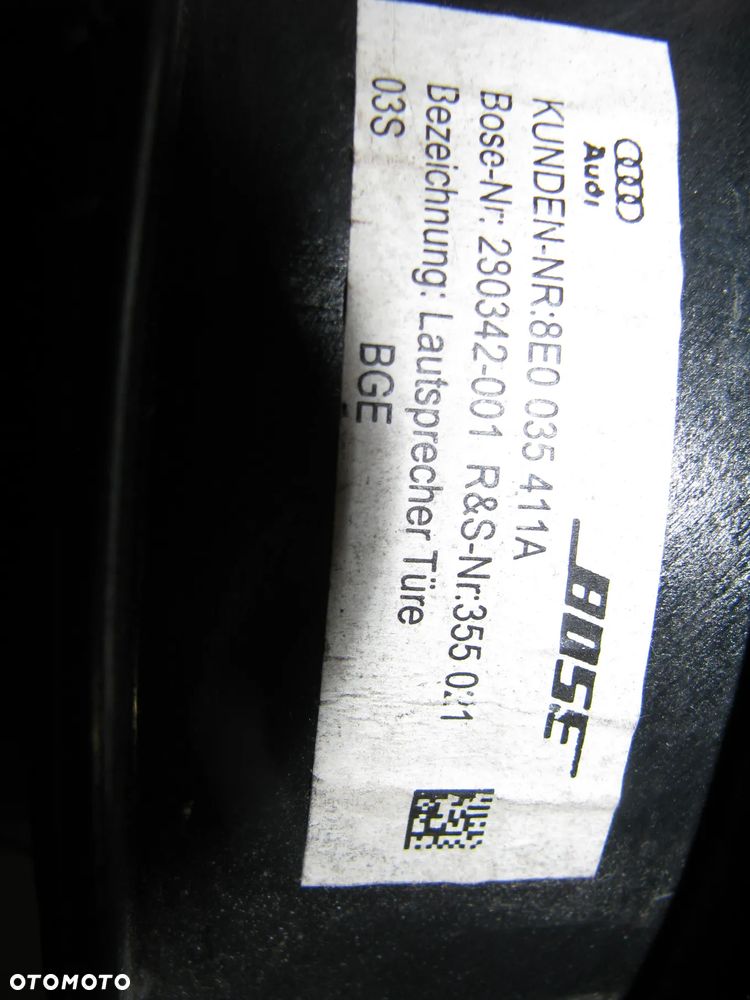 Audi
BOSE
KUNDEN-NR:8E0 035 411A
Bose-Nr: 280342-001 R&S-Nr:355 021
Bezeichnung: Lautsprecher Türe
03S BGE
OTOMOTO